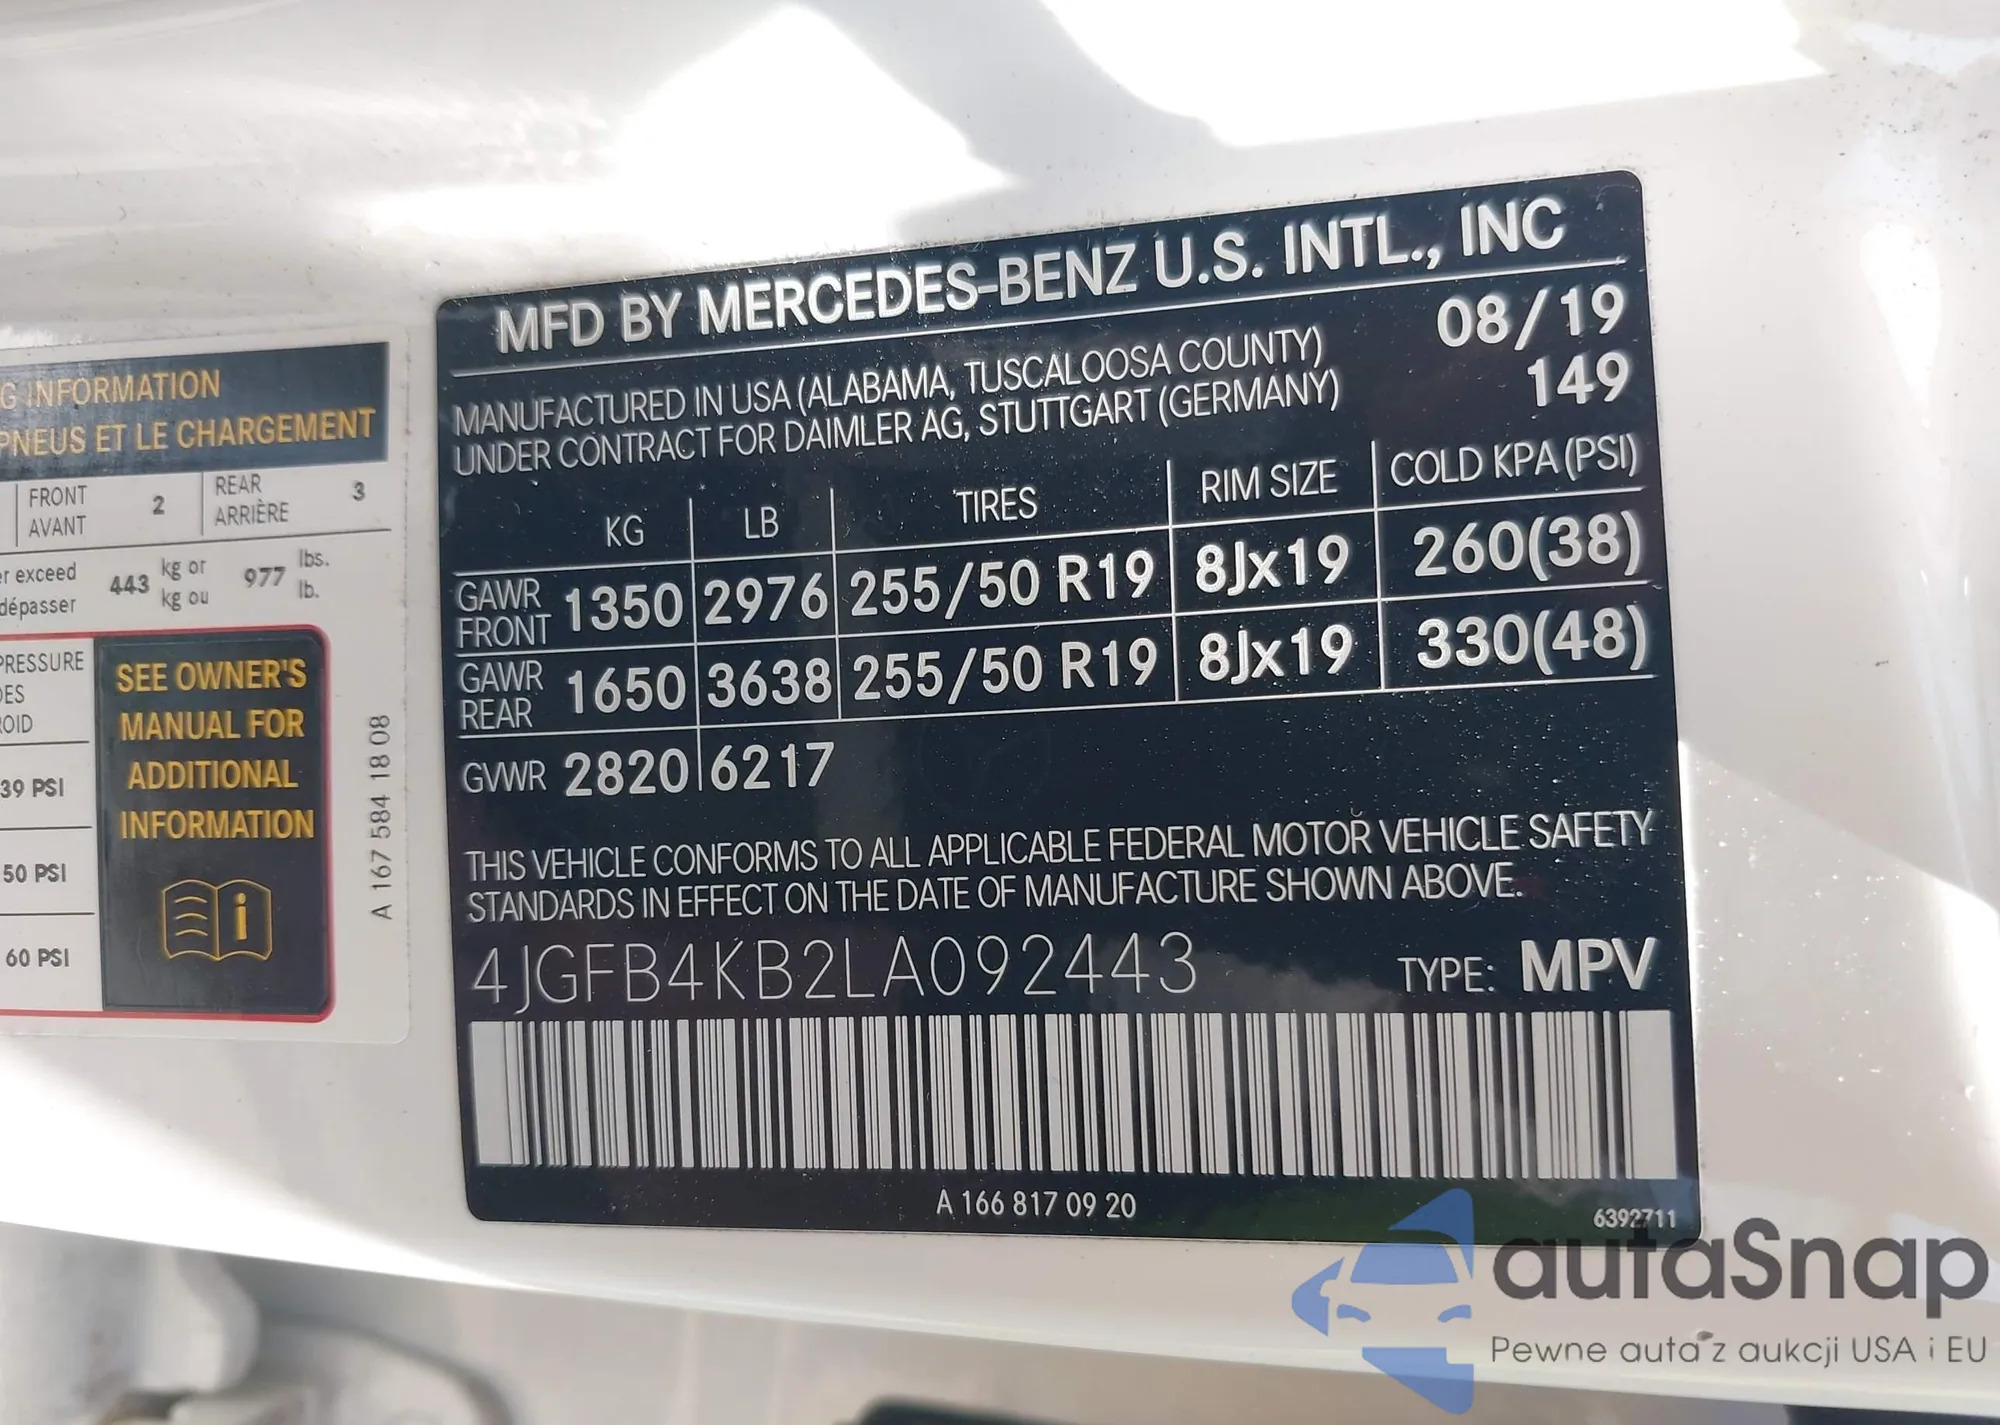 MFD BY MERCEDES-BENZ U.S. INTL., INC
08/19
MANUFACTURED IN USA (ALABAMA, TUSCALOOSA COUNTY)
149
UNDER CONTRACT FOR DAIMLER AG, STUTTGART (GERMANY)
KG LB TIRES RIM SIZE COLD KPA (PSI)
GAWR FRONT 1350 2976 255/50 R19 8Jx19 260(38)
GAWR REAR 1650 3638 255/50 R19 8Jx19 330(48)
GVWR 2820 6217
THIS VEHICLE CONFORMS TO ALL APPLICABLE FEDERAL MOTOR VEHICLE SAFETY
STANDARDS IN EFFECT ON THE DATE OF MANUFACTURE SHOWN ABOVE.
4JGFB4KB2LA092443 TYPE: MPV
A 166 817 09 20
6392711
G INFORMATION
PNEUS ET LE CHARGEMENT
FRONT 2 REAR 3
AVANT ARRIÈRE
er exceed 443 kg or 977 lbs.
dépasser kg ou lb.
PRESSURE
DES
ROID
39 PSI
50 PSI
60 PSI
SEE OWNER'S
MANUAL FOR
ADDITIONAL
INFORMATION
A 167 584 18 08
autaSnap
Pewne auta z aukcji USA i EU